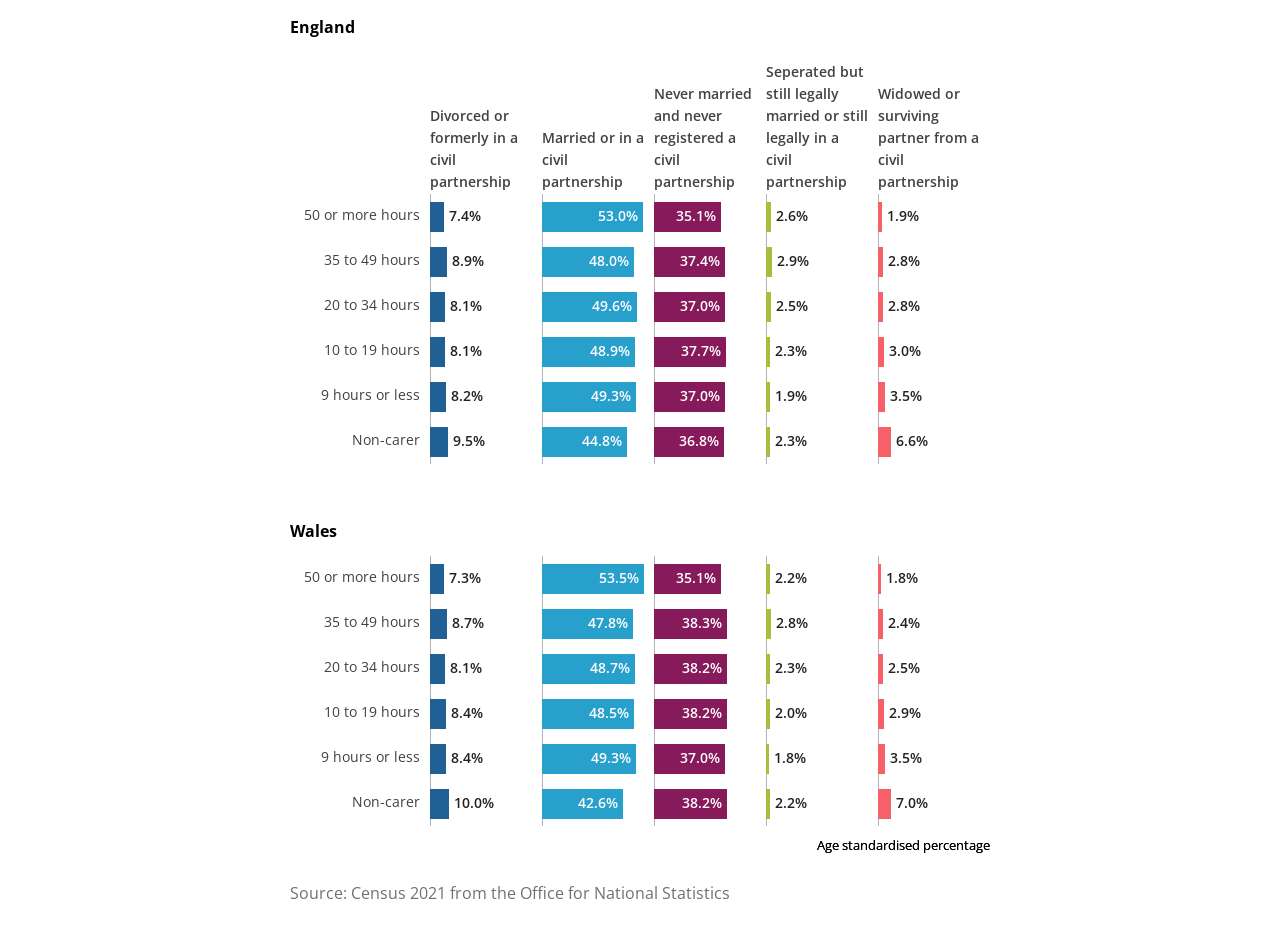 England
Divorced or
formerly in a
civil
partnership
Married or in a
civil
partnership
Never married
and never
registered a
civil
partnership
Seperated but
still legally
married or still
legally in a
civil
partnership
Widowed or
surviving
partner from a
civil
partnership
50 or more hours 7.4% 53.0% 35.1% 2.6% 1.9%
35 to 49 hours 8.9% 48.0% 37.4% 2.9% 2.8%
20 to 34 hours 8.1% 49.6% 37.0% 2.5% 2.8%
10 to 19 hours 8.1% 48.9% 37.7% 2.3% 3.0%
9 hours or less 8.2% 49.3% 37.0% 1.9% 3.5%
Non-carer 9.5% 44.8% 36.8% 2.3% 6.6%
Wales
50 or more hours 7.3% 53.5% 35.1% 2.2% 1.8%
35 to 49 hours 8.7% 47.8% 38.3% 2.8% 2.4%
20 to 34 hours 8.1% 48.7% 38.2% 2.3% 2.5%
10 to 19 hours 8.4% 48.5% 38.2% 2.0% 2.9%
9 hours or less 8.4% 49.3% 37.0% 1.8% 3.5%
Non-carer 10.0% 42.6% 38.2% 2.2% 7.0%
Age standardised percentage
Source: Census 2021 from the Office for National Statistics